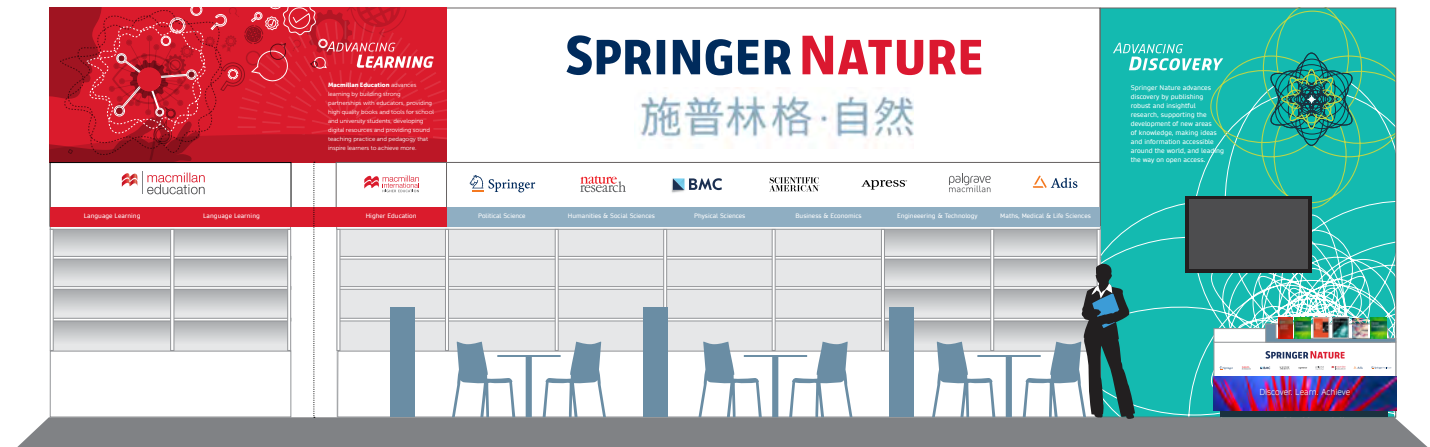 ADVANCING
LEARNING
Macmillan Education advances
learning by building strong
partnerships with educators, providing
high quality books and tools for school
and university students, developing
digital resources and providing sound
teaching practice and pedagogy that
inspire learners to achieve more.
SPRINGER NATURE
施普林格·自然
ADVANCING
DISCOVERY
Springer Nature advances
discovery by publishing
robust and insightful
research, supporting the
development of new areas
of knowledge, making ideas
and information accessible
around the world, and leading
the way on open access.
macmillan
education
macmillan
international
HIGHER EDUCATION
Springer
nature
research
BMC
SCIENTIFIC
AMERICAN
Apress
palgrave
macmillan
Adis
Language Learning
Language Learning
Higher Education
Political Science
Humanities & Social Sciences
Physical Sciences
Business & Economics
Engineering & Technology
Maths, Medical & Life Sciences
SPRINGER NATURE
Discover. Learn. Achieve